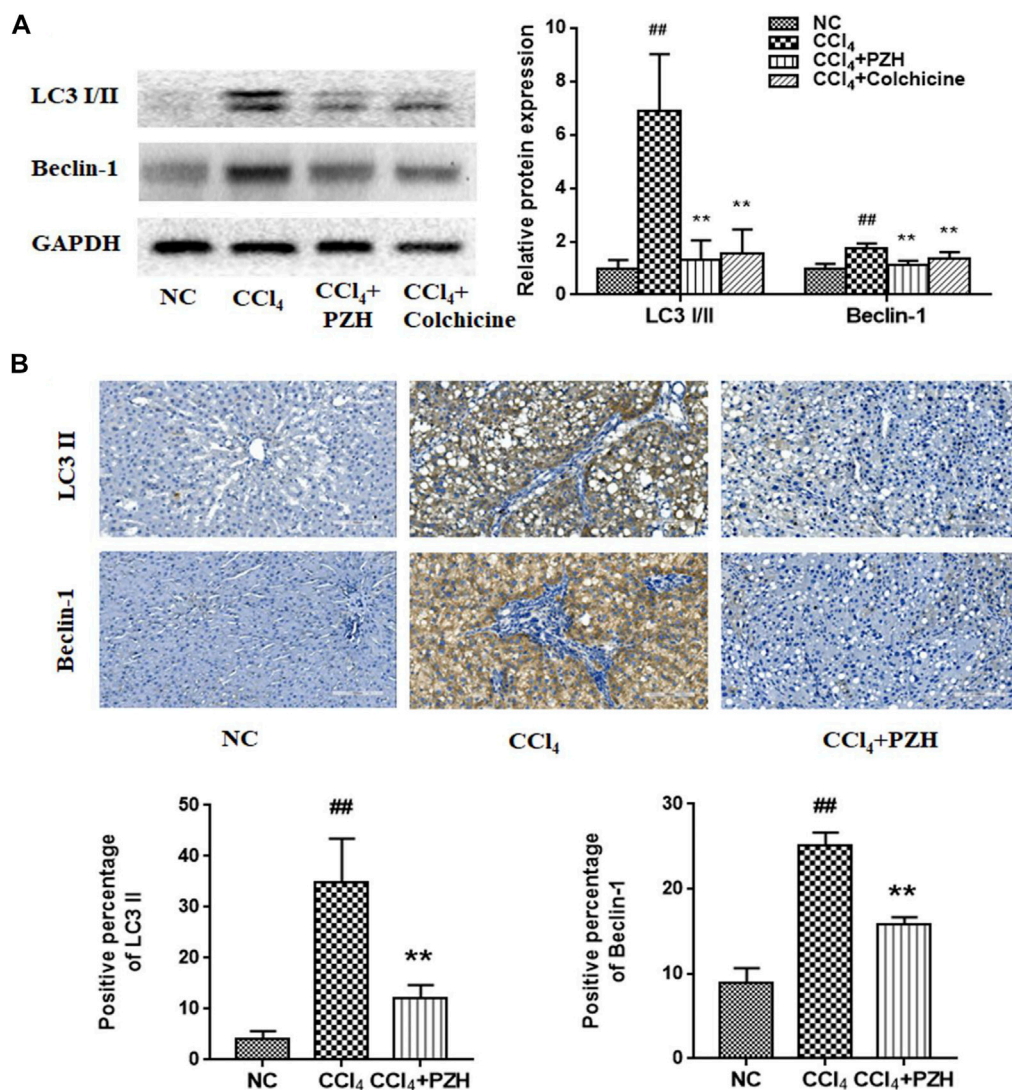 A
LC3 I/II
Beclin-1
GAPDH
NC
CCl₄
CCl₄+
PZH
CCl₄+
Colchicine
Relative protein expression
10
8
6
4
2
0
##
**
**
##
**
**
NC
CCl₄
CCl₄+PZH
CCl₄+Colchicine
LC3 I/II
Beclin-1
B
LC3 II
Beclin-1
NC
CCl₄
CCl₄+PZH
Positive percentage
of LC3 II
50
40
30
20
10
0
##
**
NC
CCl₄
CCl₄+PZH
Positive percentage
of Beclin-1
30
20
10
0
##
**
NC
CCl₄
CCl₄+PZH